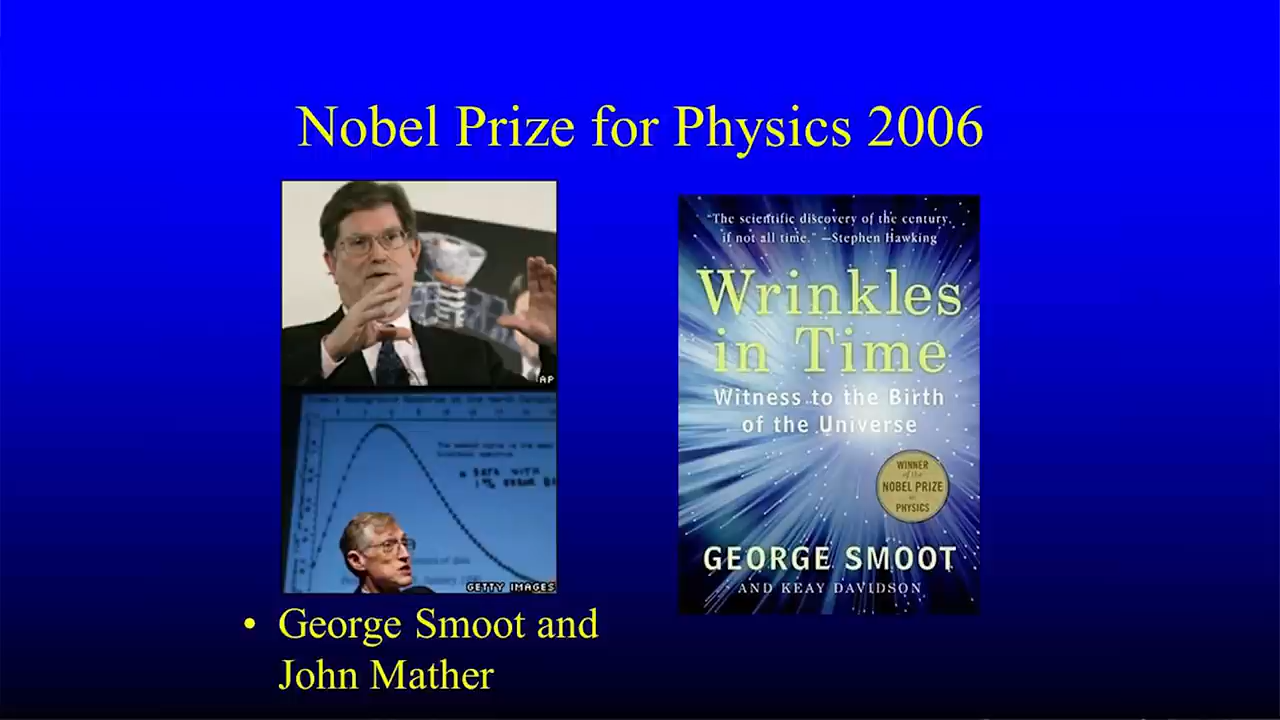 Nobel Prize for Physics 2006
AP
DATA WITH
GETTY IMAGES
• George Smoot and
John Mather
"The scientific discovery of the century,
if not all time." —Stephen Hawking
Wrinkles
in Time
Witness to the Birth
of the Universe
WINNER
of the
NOBEL PRIZE
in
PHYSICS
GEORGE SMOOT
AND KEAY DAVIDSON